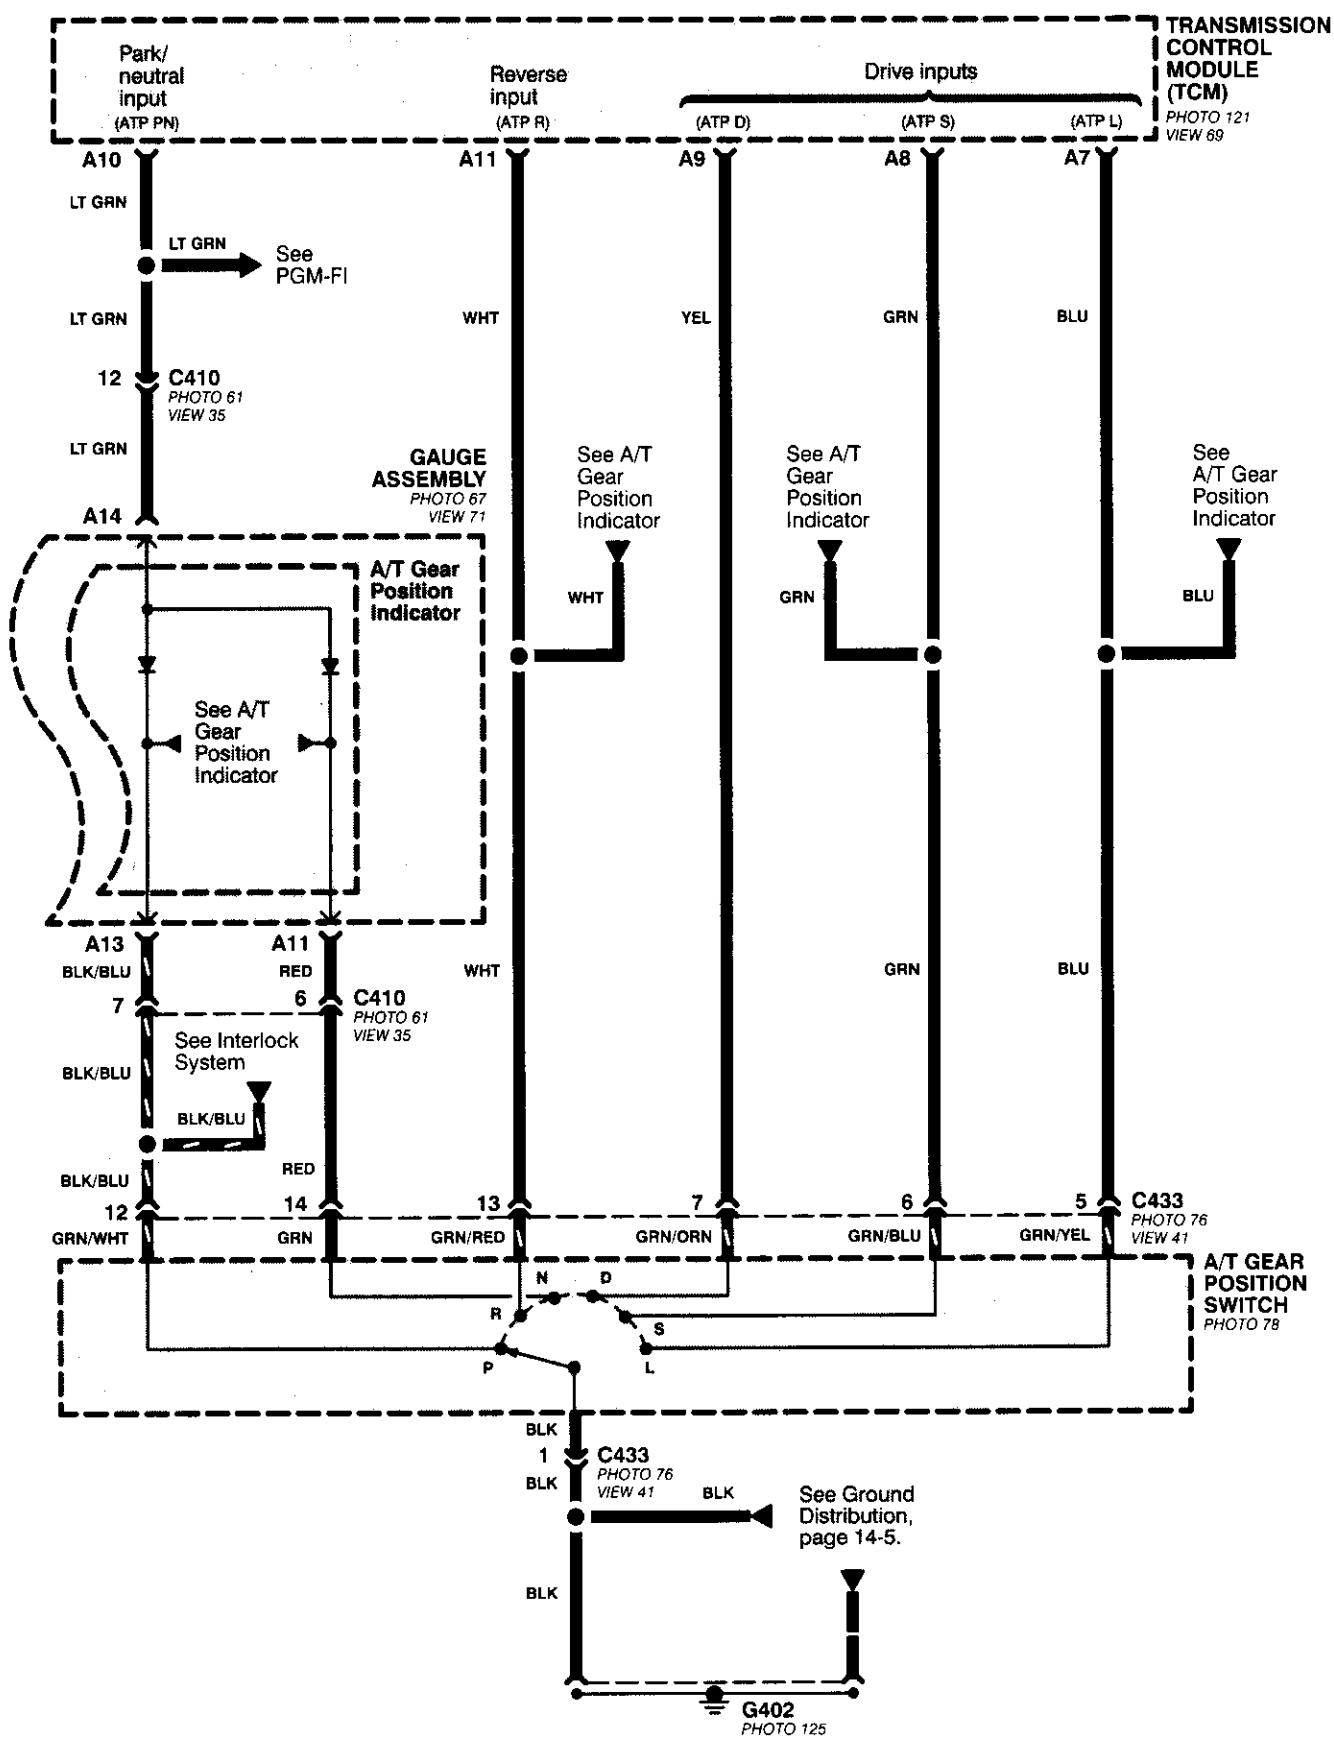 TRANSMISSION
CONTROL
MODULE
(TCM)
PHOTO 121
VIEW 69
Park/
neutral
input
(ATP PN)
Reverse
input
(ATP R)
Drive inputs
(ATP D)
(ATP S)
(ATP L)
A10
A11
A9
A8
A7
LT GRN
LT GRN
See
PGM-FI
LT GRN
WHT
YEL
GRN
BLU
12
C410
PHOTO 61
VIEW 35
LT GRN
A14
GAUGE
ASSEMBLY
PHOTO 67
VIEW 71
See A/T
Gear
Position
Indicator
See A/T
Gear
Position
Indicator
See
A/T Gear
Position
Indicator
A/T Gear
Position
Indicator
WHT
GRN
BLU
See A/T
Gear
Position
Indicator
A13
A11
BLK/BLU
RED
WHT
GRN
BLU
7
6
C410
PHOTO 61
VIEW 35
See Interlock
System
BLK/BLU
BLK/BLU
BLK/BLU
RED
12
14
13
7
6
5
C433
PHOTO 76
VIEW 41
GRN/WHT
GRN
GRN/RED
GRN/ORN
GRN/BLU
GRN/YEL
A/T GEAR
POSITION
SWITCH
PHOTO 78
N
D
R
S
P
L
BLK
1
C433
PHOTO 76
VIEW 41
BLK
BLK
See Ground
Distribution,
page 14-5.
BLK
G402
PHOTO 125